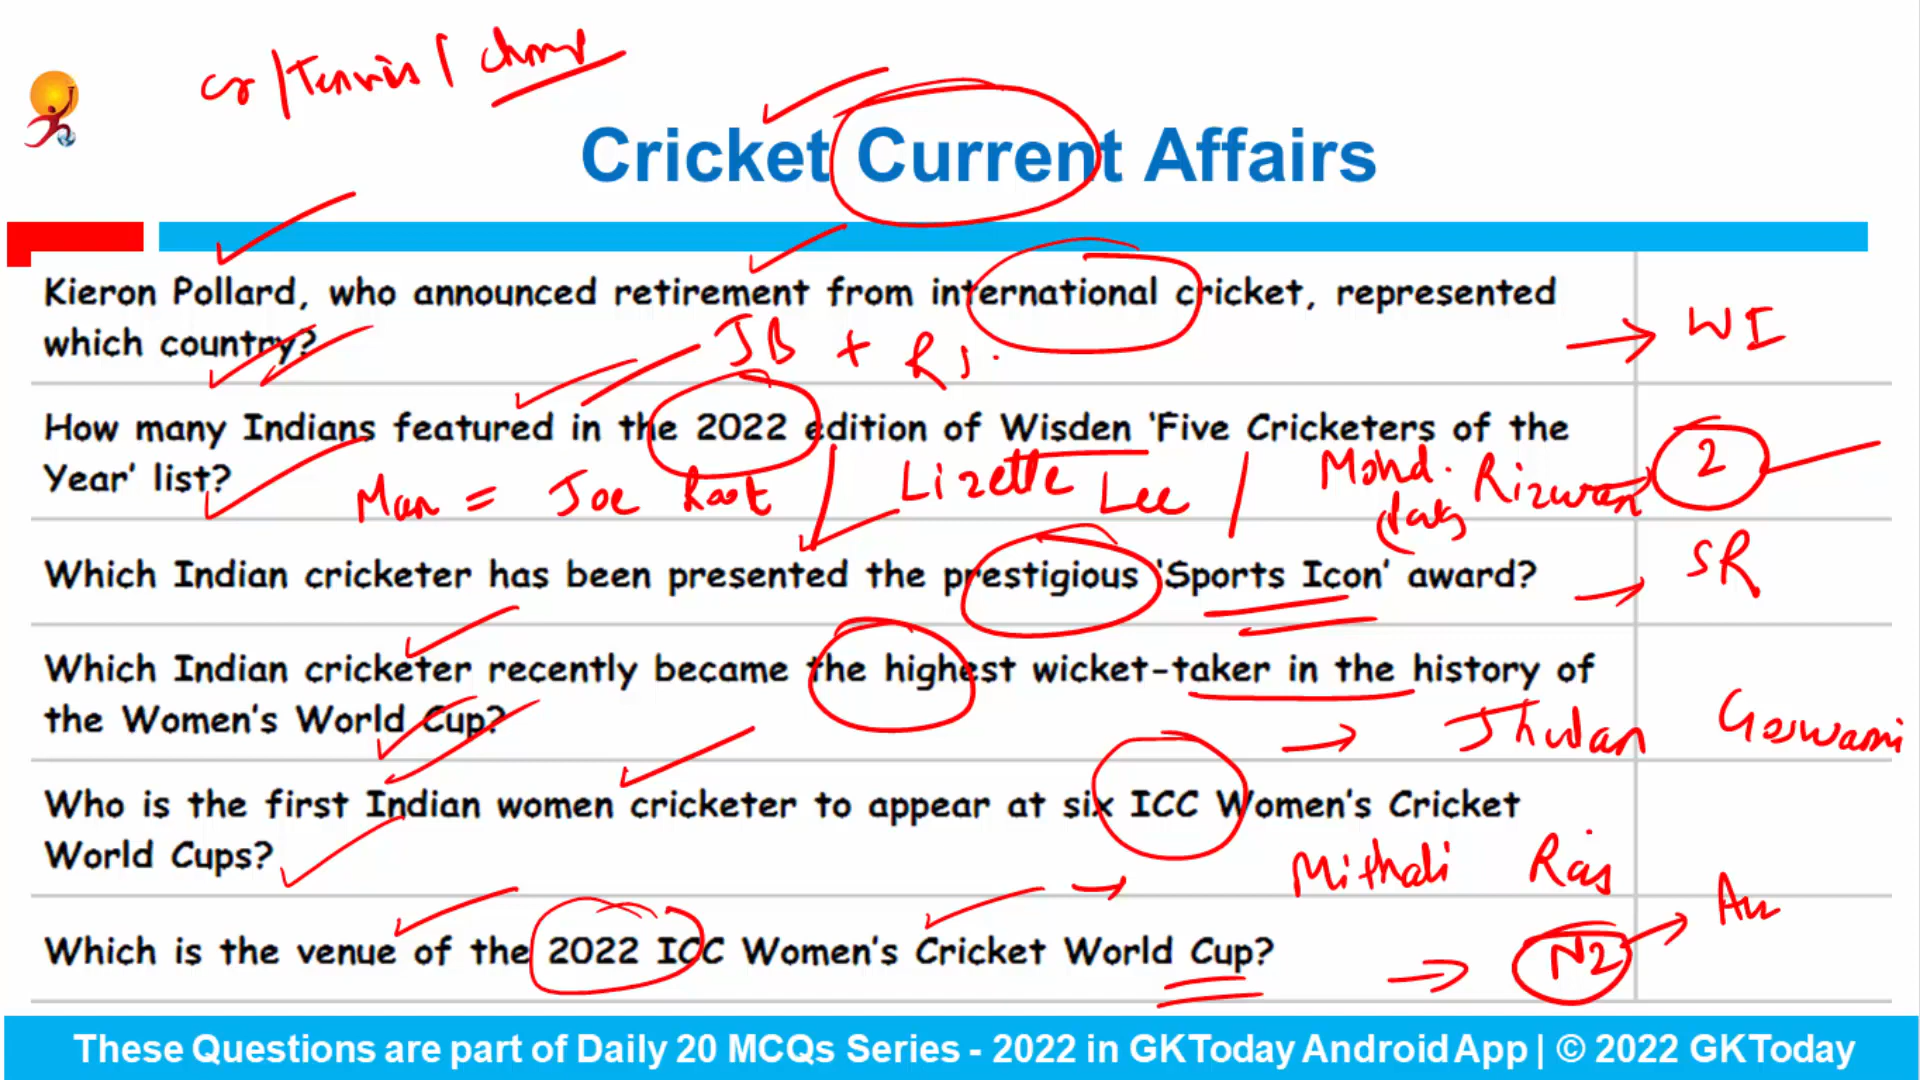 cr / Tennis /
Cricket Current Affairs
Kieron Pollard, who announced retirement from international cricket, represented
which country?
→ WI
JB + RS
How many Indians featured in the 2022 edition of Wisden 'Five Cricketers of the
Year' list?
2
Man = Joe Root / Lizette Lee / Mohd. Rizwan
Which Indian cricketer has been presented the prestigious 'Sports Icon' award?
→ SR
Which Indian cricketer recently became the highest wicket-taker in the history of
the Women's World Cup?
→ Jhulan Goswami
Who is the first Indian women cricketer to appear at six ICC Women's Cricket
World Cups?
→ Mithali Raj
Which is the venue of the 2022 ICC Women's Cricket World Cup?
→ NZ → Au
These Questions are part of Daily 20 MCQs Series - 2022 in GKToday Android App | © 2022 GKToday